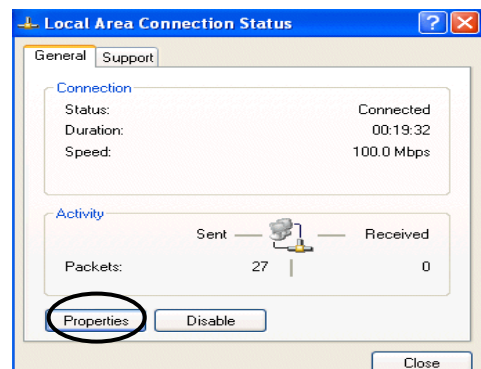 Local Area Connection Status
General Support
Connection
Status: Connected
Duration: 00:19:32
Speed: 100.0 Mbps
Activity
Sent Received
Packets: 27 0
Properties Disable
Close